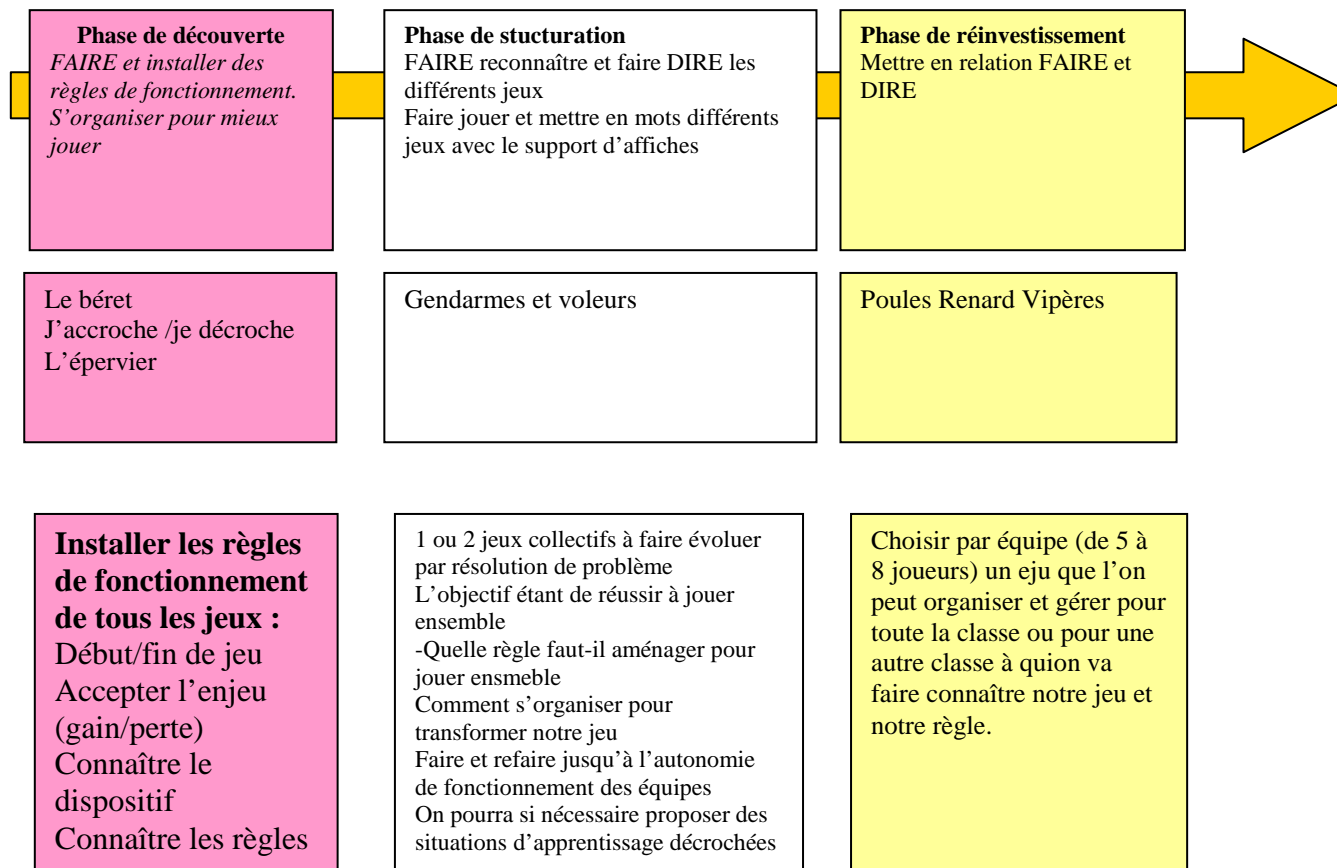 Phase de découverte
FAIRE et installer des
règles de fonctionnement.
S'organiser pour mieux
jouer
Phase de stucturation
FAIRE reconnaître et faire DIRE les
différents jeux
Faire jouer et mettre en mots différents
jeux avec le support d'affiches
Phase de réinvestissement
Mettre en relation FAIRE et
DIRE
Le béret
J'accroche /je décroche
L'épervier
Gendarmes et voleurs
Poules Renard Vipères
Installer les règles
de fonctionnement
de tous les jeux :
Début/fin de jeu
Accepter l'enjeu
(gain/perte)
Connaître le
dispositif
Connaître les règles
1 ou 2 jeux collectifs à faire évoluer
par résolution de problème
L'objectif étant de réussir à jouer
ensemble
-Quelle règle faut-il aménager pour
jouer ensmeble
Comment s'organiser pour
transformer notre jeu
Faire et refaire jusqu'à l'autonomie
de fonctionnement des équipes
On pourra si nécessaire proposer des
situations d'apprentissage décrochées
Choisir par équipe (de 5 à
8 joueurs) un eju que l'on
peut organiser et gérer pour
toute la classe ou pour une
autre classe à quion va
faire connaître notre jeu et
notre règle.